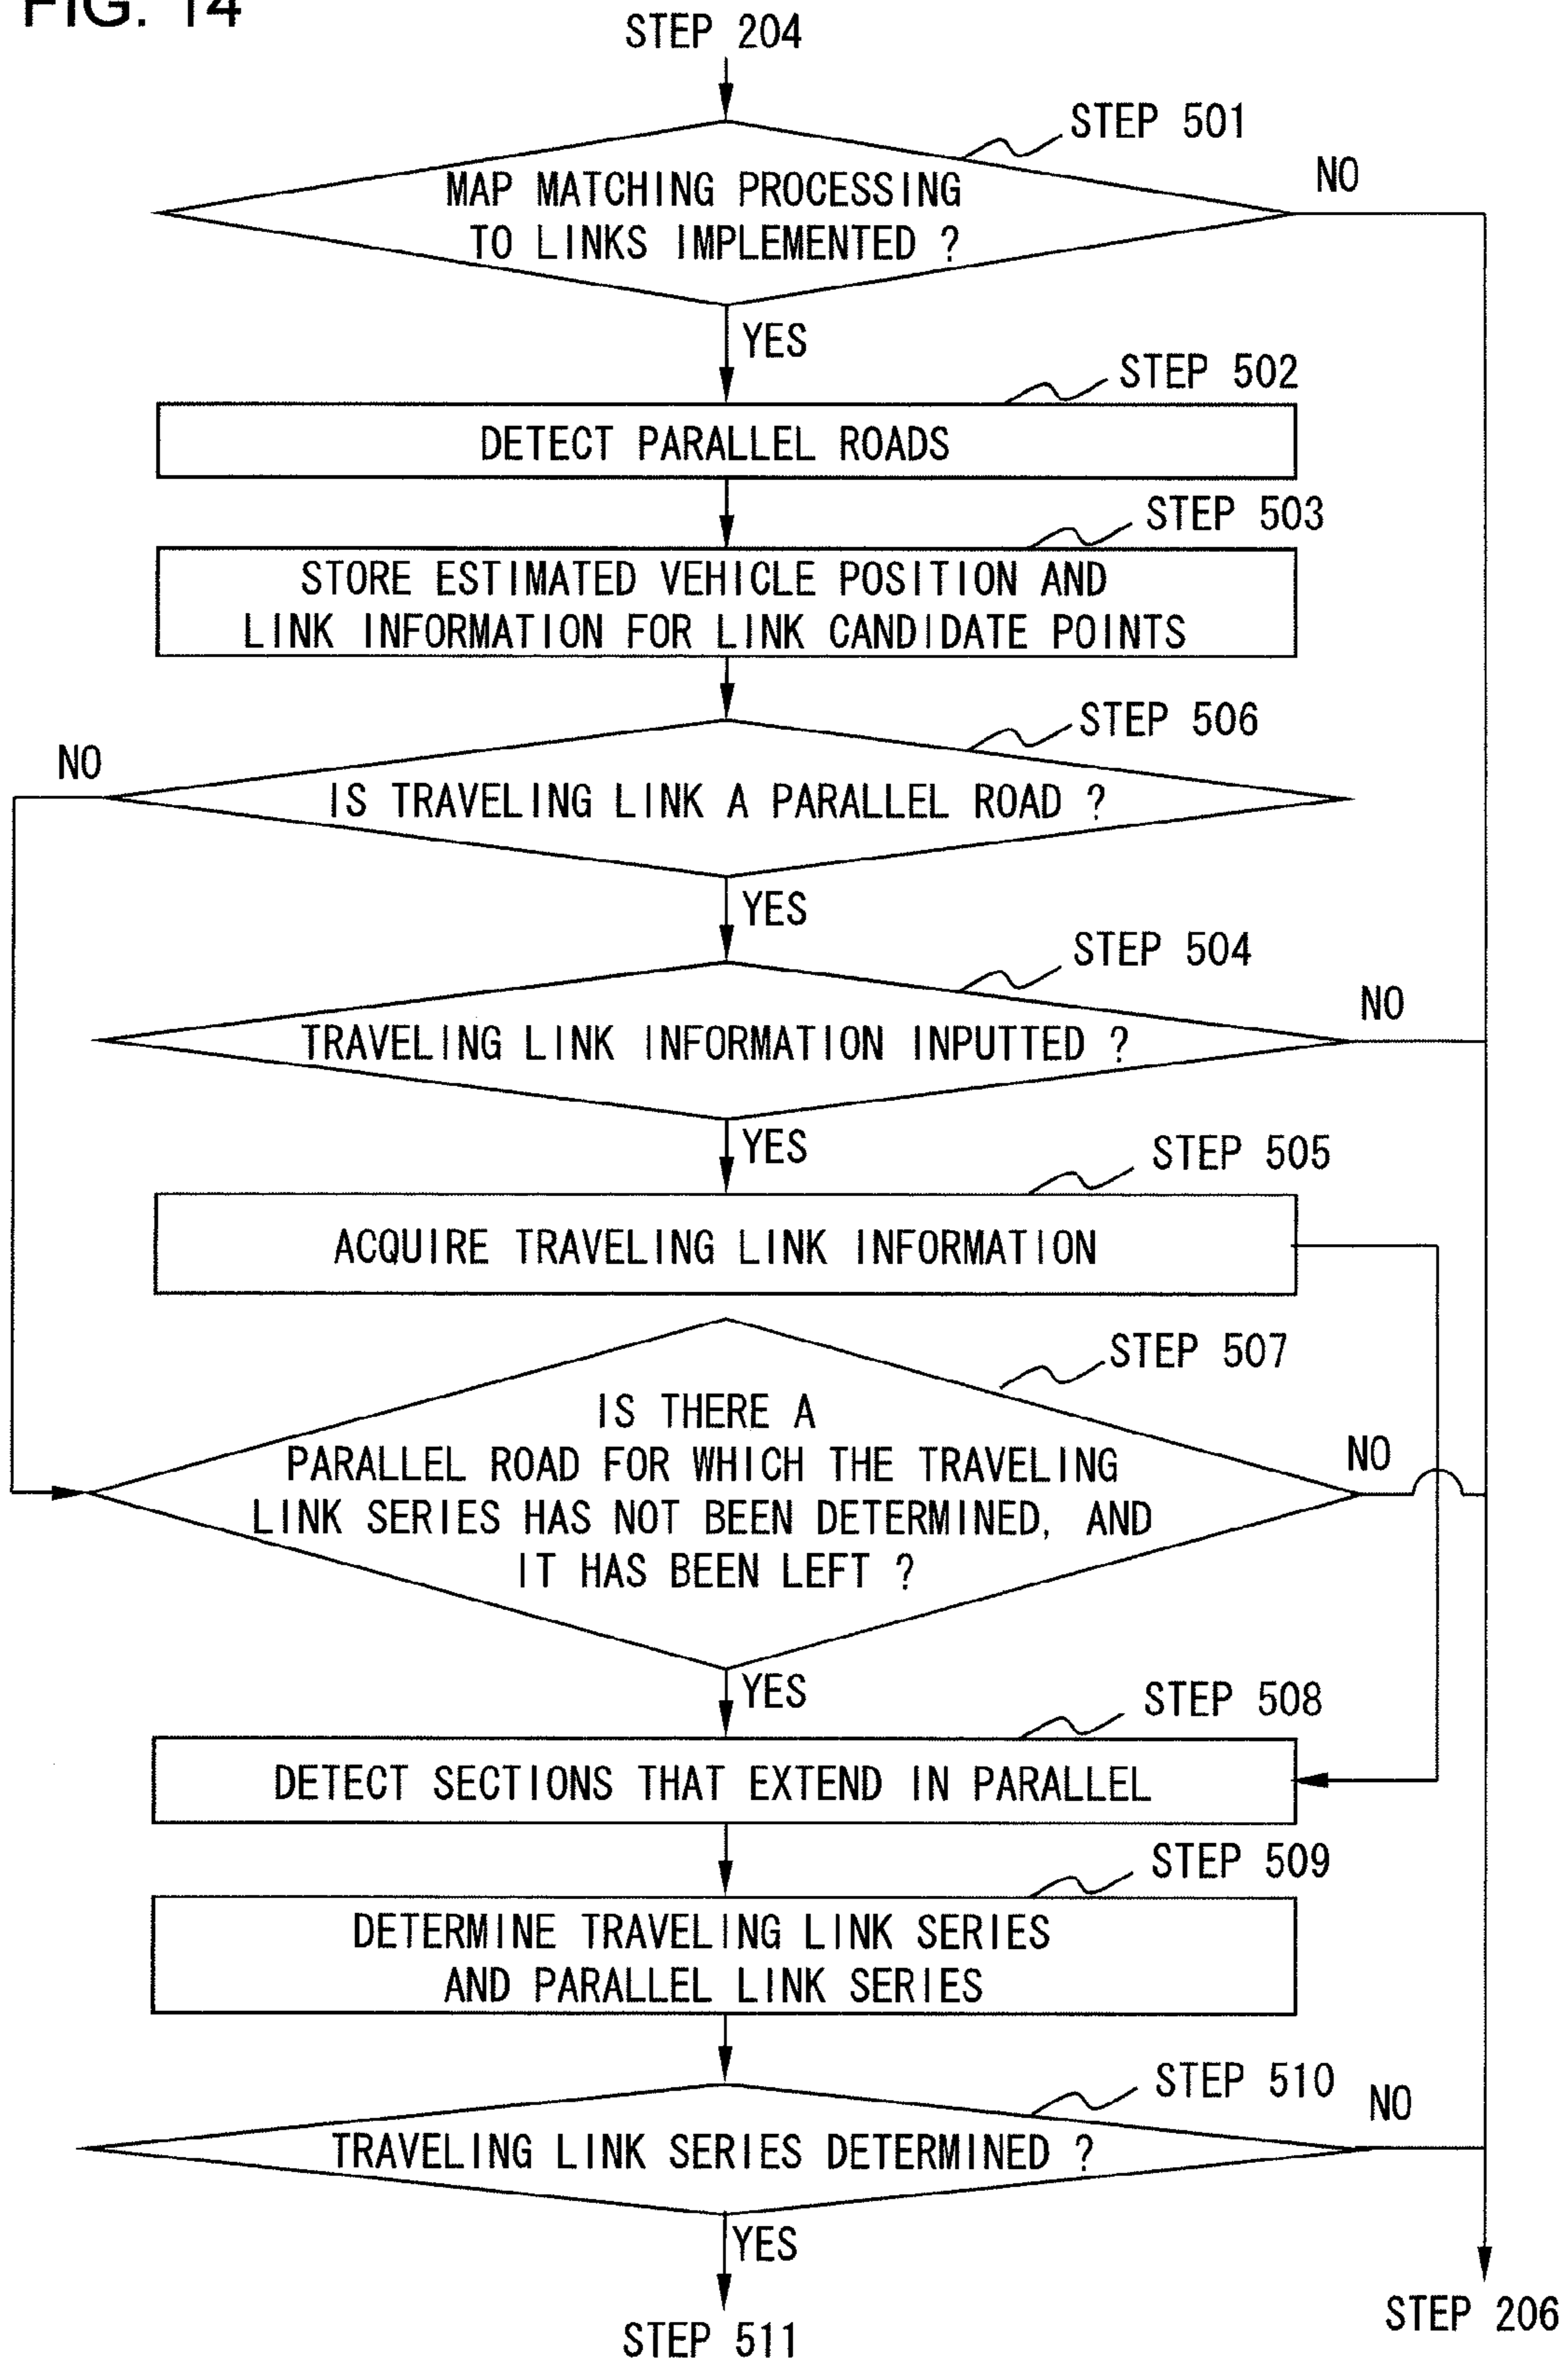 FIG. 14
STEP 204
STEP 501
MAP MATCHING PROCESSING
TO LINKS IMPLEMENTED ?
NO
YES
STEP 502
DETECT PARALLEL ROADS
STEP 503
STORE ESTIMATED VEHICLE POSITION AND
LINK INFORMATION FOR LINK CANDIDATE POINTS
STEP 506
NO
IS TRAVELING LINK A PARALLEL ROAD ?
YES
STEP 504
NO
TRAVELING LINK INFORMATION INPUTTED ?
YES
STEP 505
ACQUIRE TRAVELING LINK INFORMATION
STEP 507
IS THERE A
PARALLEL ROAD FOR WHICH THE TRAVELING
LINK SERIES HAS NOT BEEN DETERMINED, AND
IT HAS BEEN LEFT ?
NO
YES
STEP 508
DETECT SECTIONS THAT EXTEND IN PARALLEL
STEP 509
DETERMINE TRAVELING LINK SERIES
AND PARALLEL LINK SERIES
STEP 510
NO
TRAVELING LINK SERIES DETERMINED ?
YES
STEP 511
STEP 206